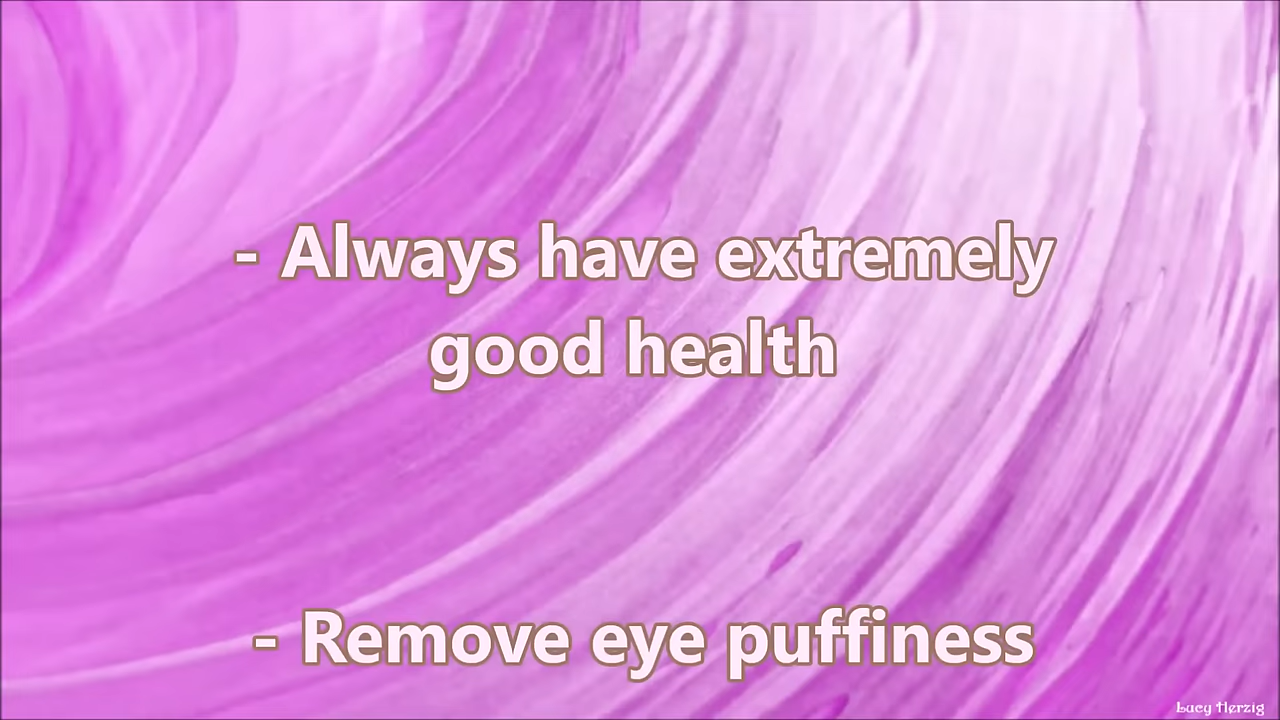 - Always have extremely
good health
- Remove eye puffiness
Lucy Herzig